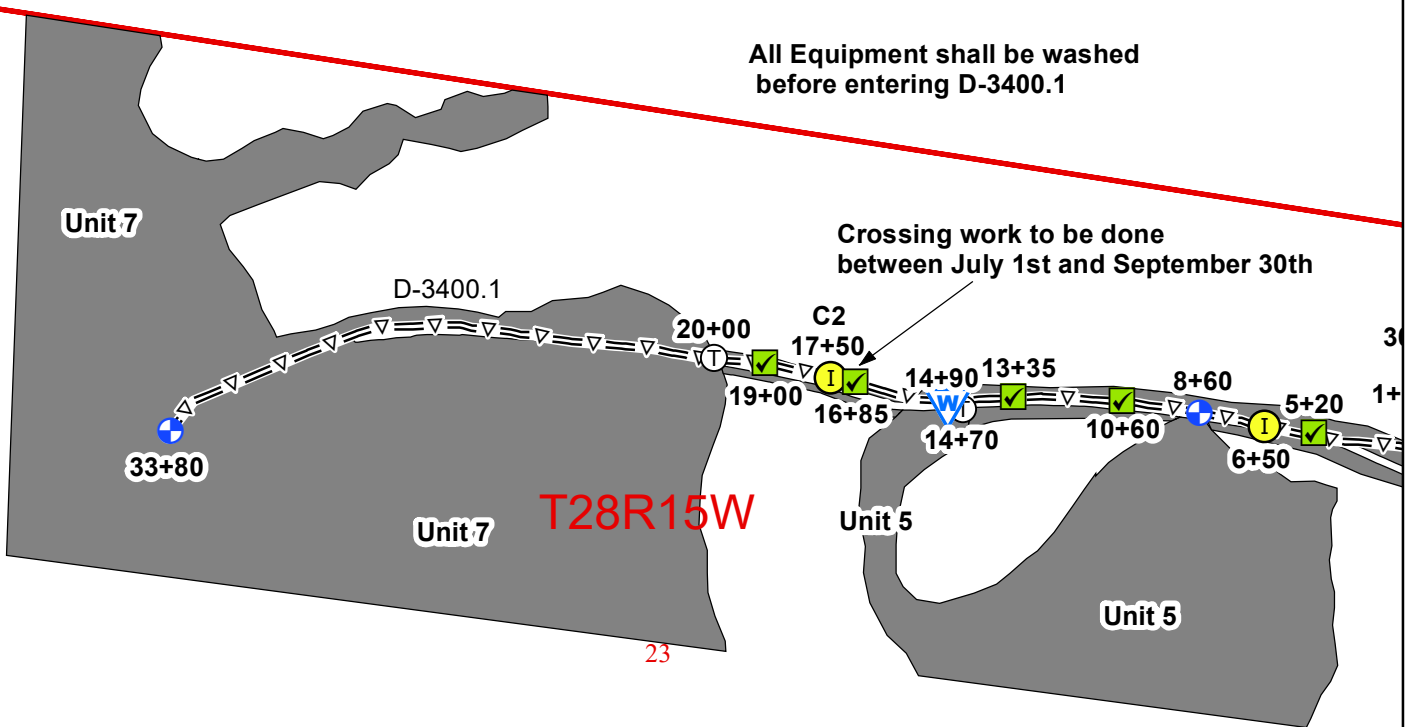 All Equipment shall be washed
before entering D-3400.1
Unit 7
Crossing work to be done
between July 1st and September 30th
D-3400.1
C2
20+00
17+50
I
T
19+00
16+85
14+90
13+35
W
T
14+70
10+60
8+60
5+20
I
6+50
1+
33+80
T28R15W
Unit 7
Unit 5
Unit 5
23